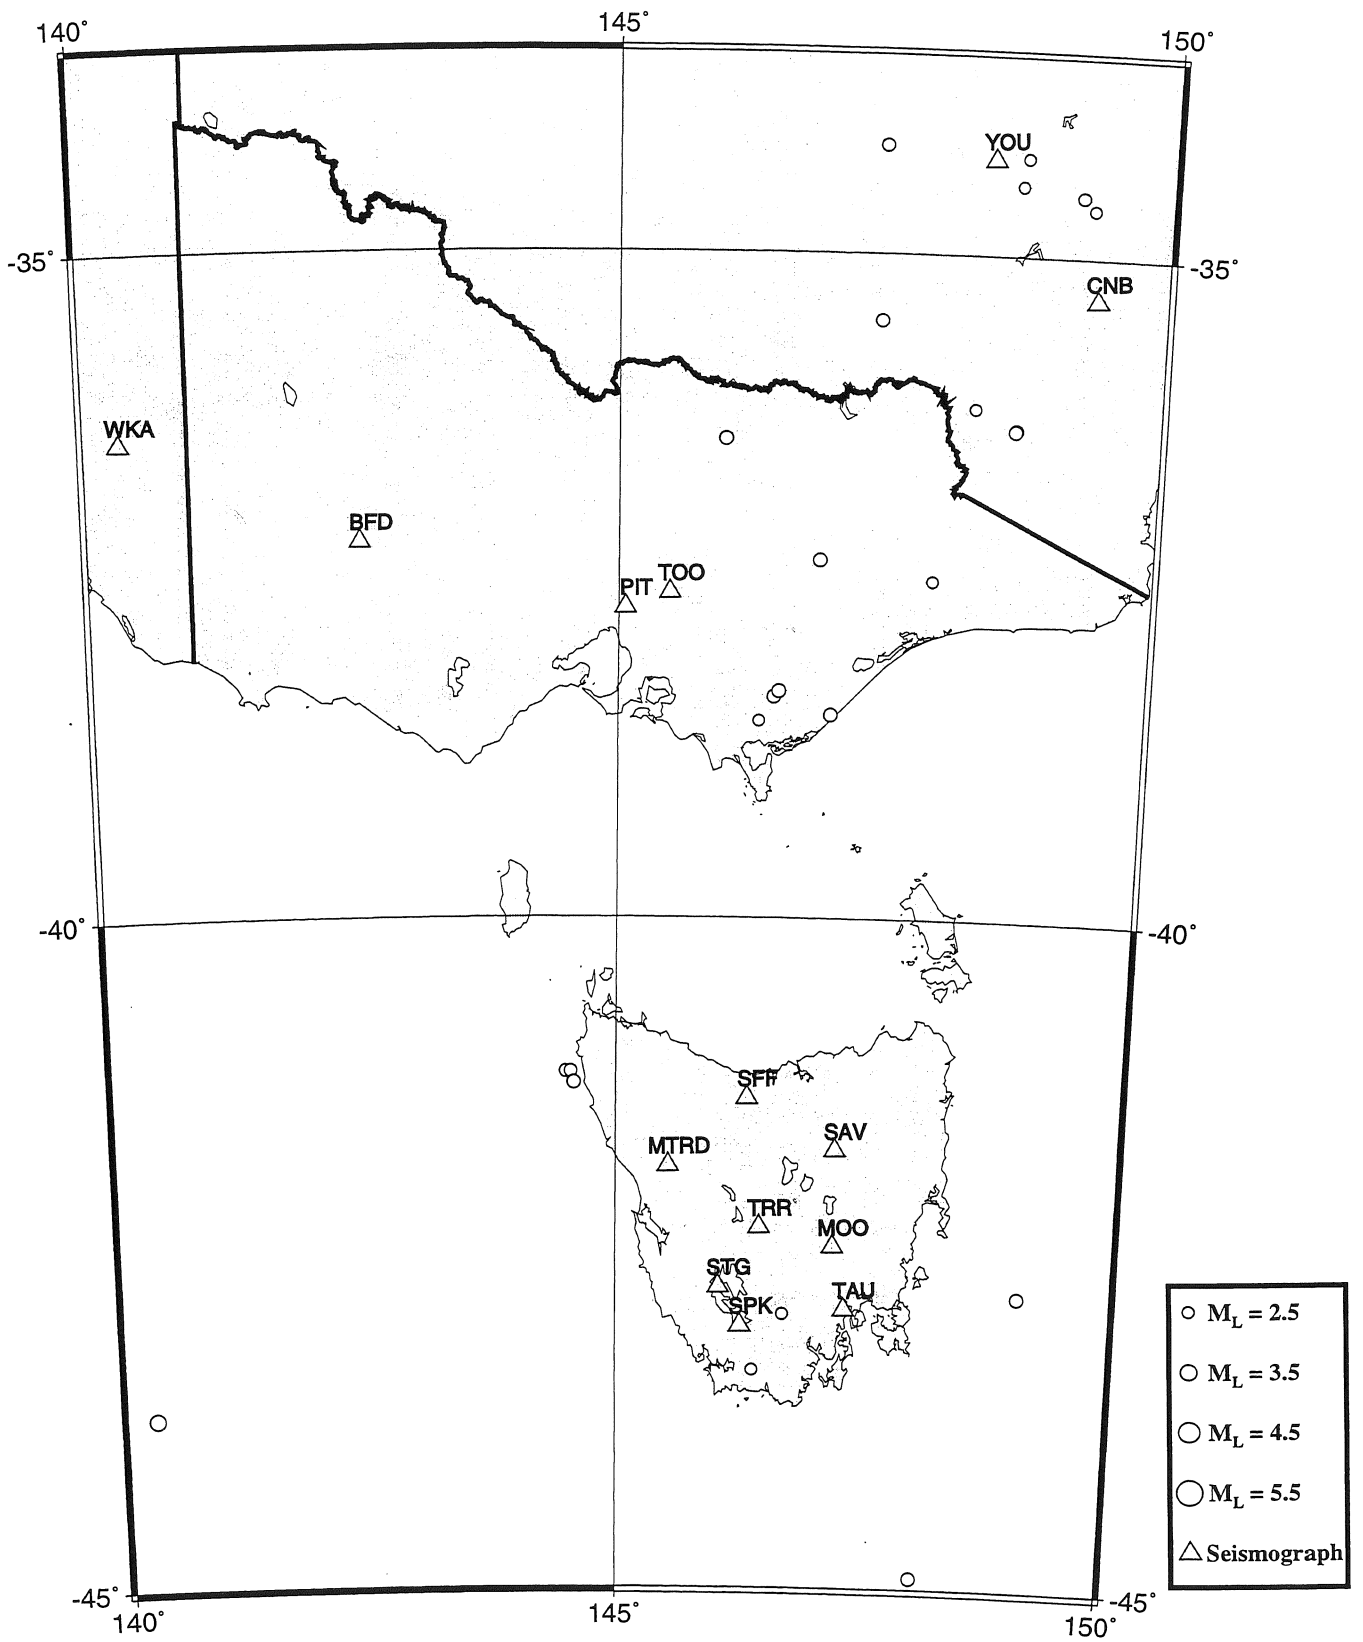 140° 145° 150°
YOU
-35° -35°
CNB
WKA
BFD
PIT TOO
-40° -40°
SFF
SAV
MTRD
TRR
MOO
STG
TAU
SPK
M_L = 2.5
M_L = 3.5
M_L = 4.5
M_L = 5.5
Seismograph
-45° -45°
140° 145° 150°